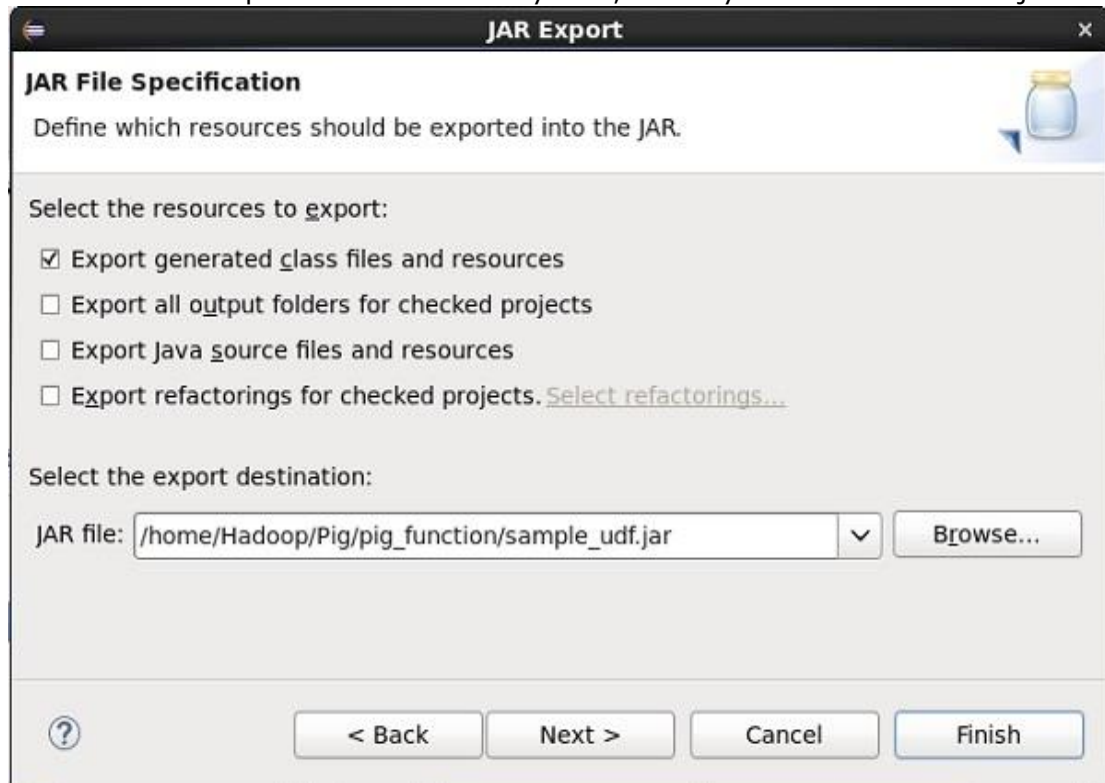 JAR Export
JAR File Specification
Define which resources should be exported into the JAR.
Select the resources to export:
Export generated class files and resources
Export all output folders for checked projects
Export Java source files and resources
Export refactorings for checked projects. Select refactorings...
Select the export destination:
JAR file: /home/Hadoop/Pig/pig_function/sample_udf.jar Browse...
? < Back Next > Cancel Finish